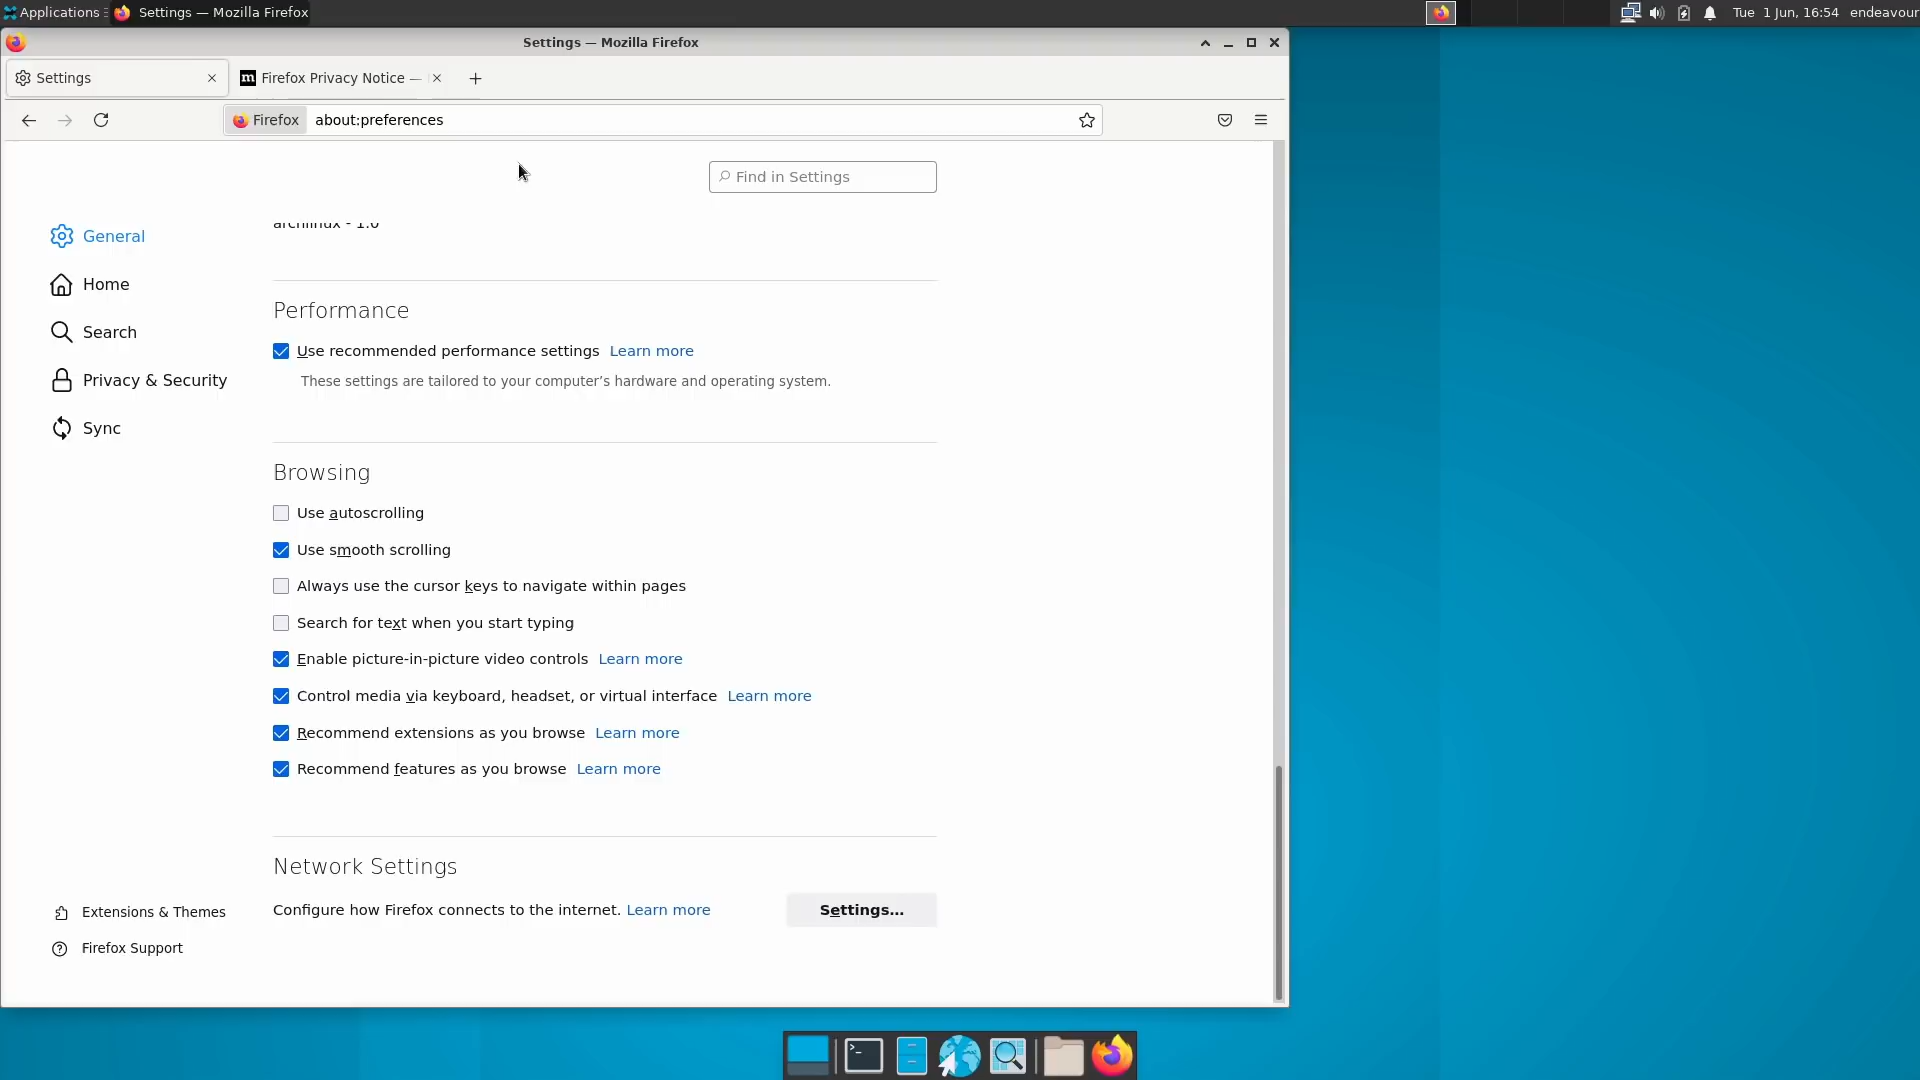 Applications
Settings — Mozilla Firefox
Tue 1 Jun, 16:54
endeavour
Settings — Mozilla Firefox
Settings
Firefox Privacy Notice —
Firefox
about:preferences
Find in Settings
archlinux - 1.0
General
Home
Search
Privacy & Security
Sync
Performance
Use recommended performance settings Learn more
These settings are tailored to your computer’s hardware and operating system.
Browsing
Use autoscrolling
Use smooth scrolling
Always use the cursor keys to navigate within pages
Search for text when you start typing
Enable picture-in-picture video controls Learn more
Control media via keyboard, headset, or virtual interface Learn more
Recommend extensions as you browse Learn more
Recommend features as you browse Learn more
Network Settings
Configure how Firefox connects to the internet. Learn more
Settings…
Extensions & Themes
Firefox Support